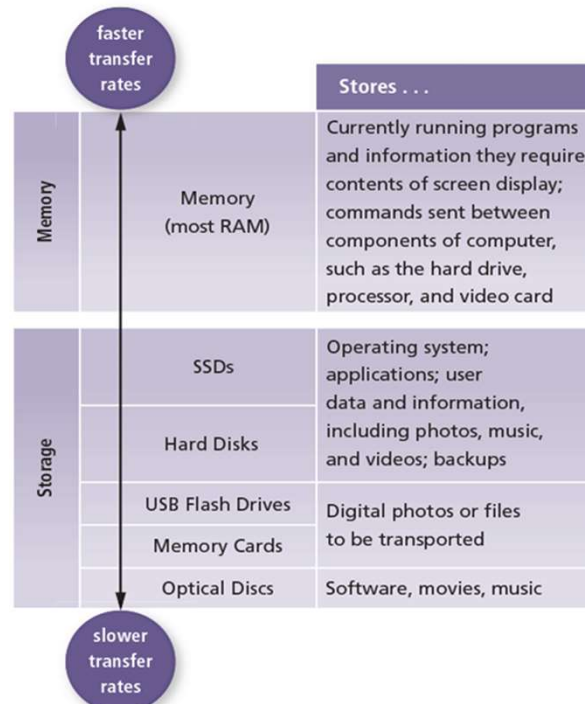 faster
transfer
rates
Stores . . .
Memory
Memory
(most RAM)
Currently running programs
and information they require
contents of screen display;
commands sent between
components of computer,
such as the hard drive,
processor, and video card
Storage
SSDs
Hard Disks
Operating system;
applications; user
data and information,
including photos, music,
and videos; backups
USB Flash Drives
Memory Cards
Digital photos or files
to be transported
Optical Discs
Software, movies, music
slower
transfer
rates